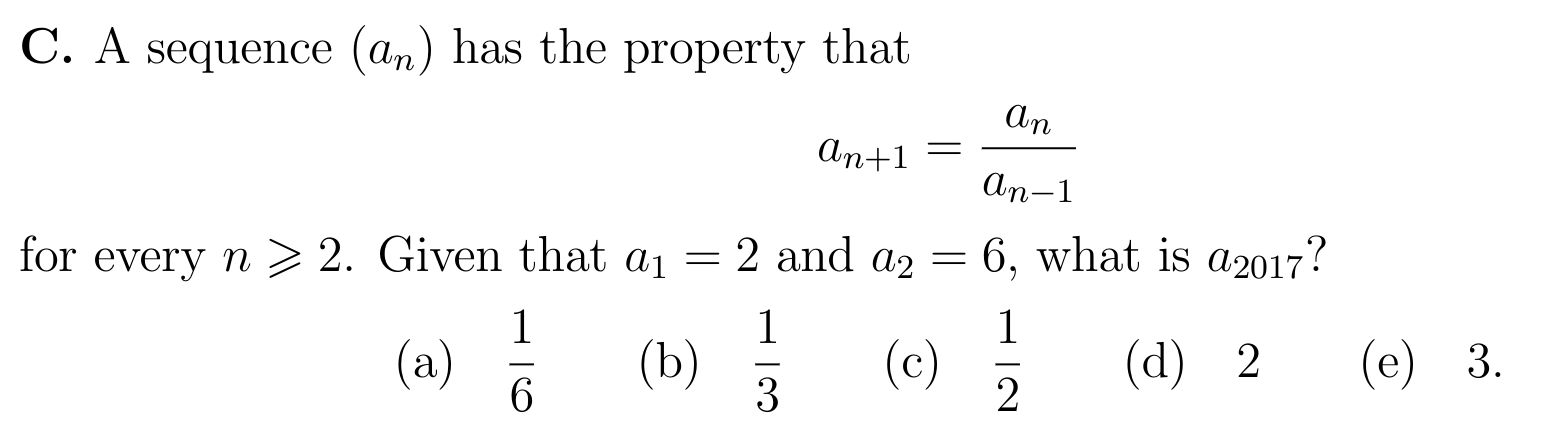 C. A sequence (aₙ) has the property that
aₙ₊₁ = aₙ / aₙ₋₁
for every n ⩾ 2. Given that a₁ = 2 and a₂ = 6, what is a₂₀₁₇?
(a) 1/6 (b) 1/3 (c) 1/2 (d) 2 (e) 3.